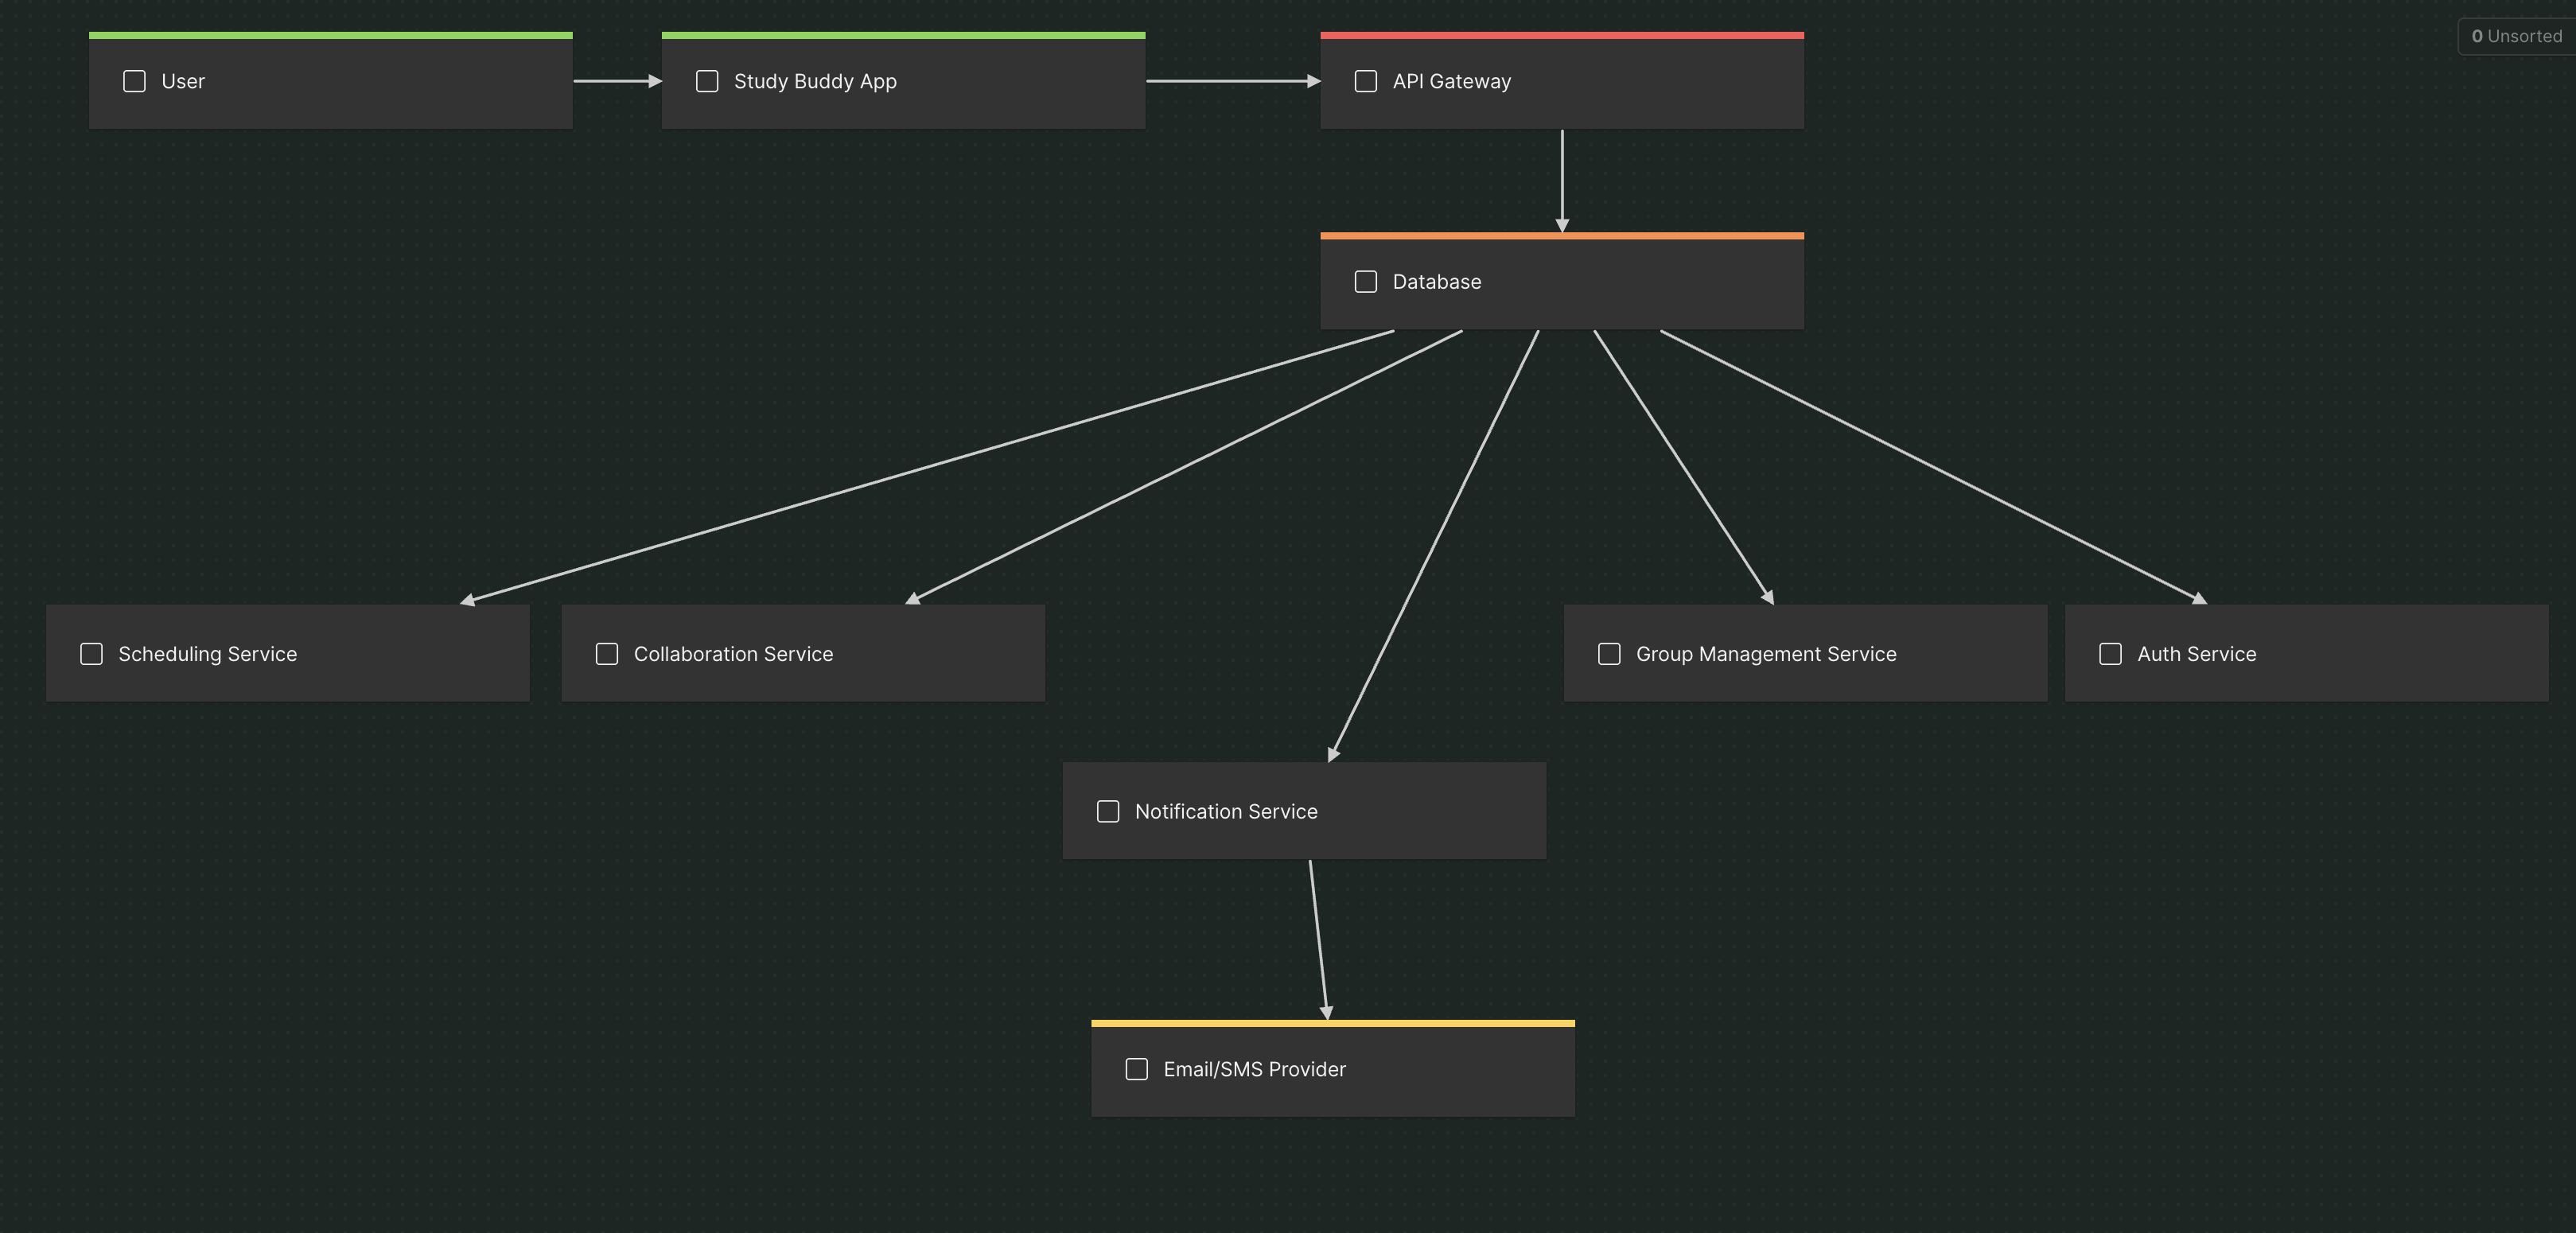 0 Unsorted
User
Study Buddy App
API Gateway
Database
Scheduling Service
Collaboration Service
Group Management Service
Auth Service
Notification Service
Email/SMS Provider